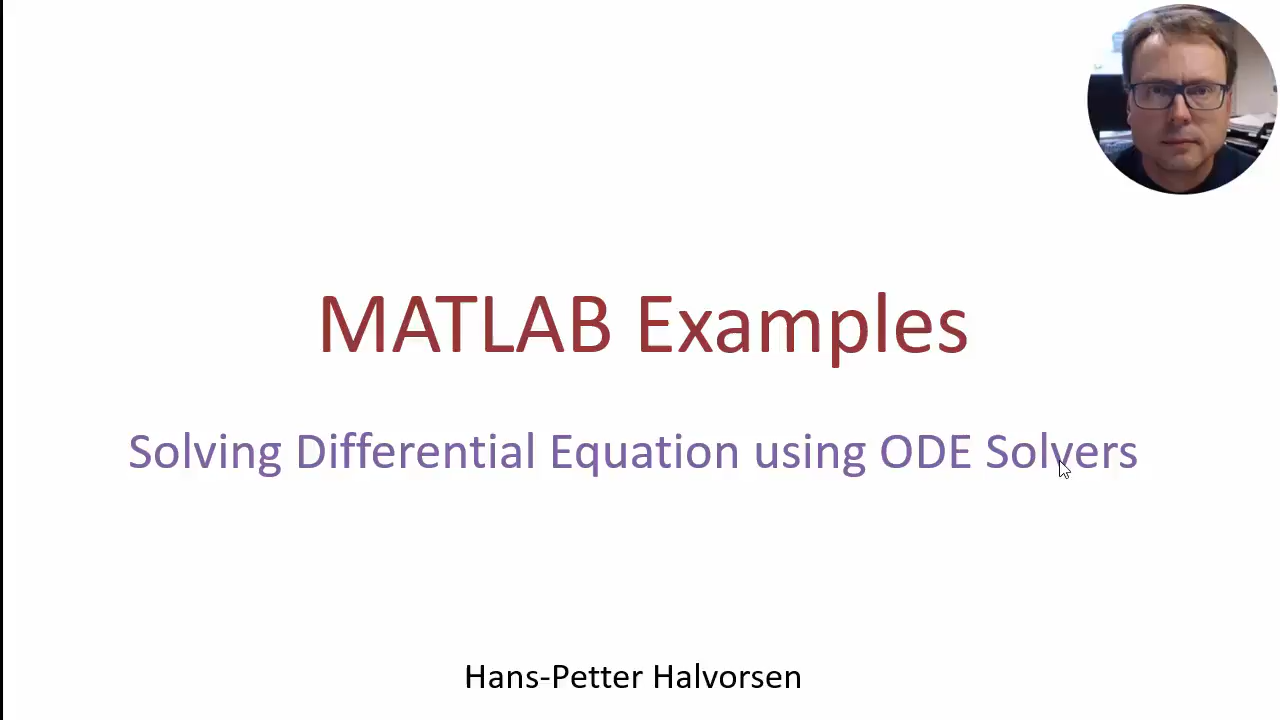 MATLAB Examples
Solving Differential Equation using ODE Solvers
Hans-Petter Halvorsen